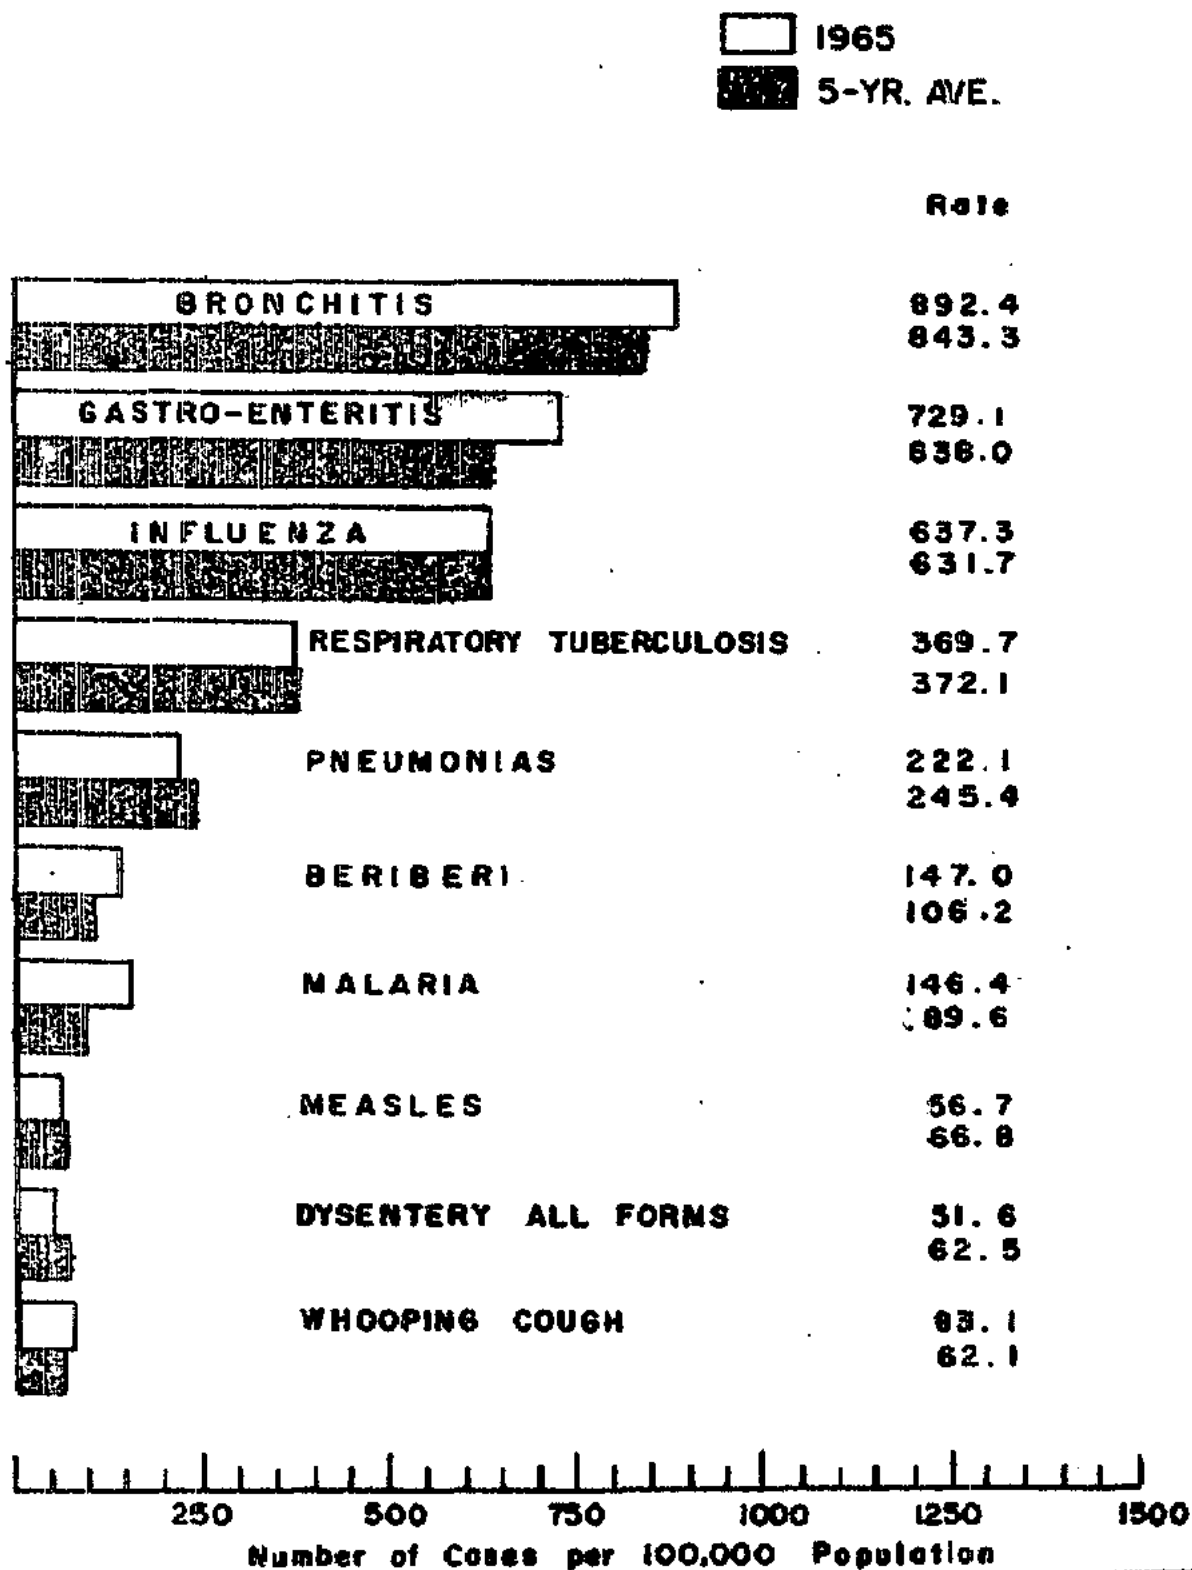 1965
5-YR. AVE.
Rate
BRONCHITIS 892.4
843.3
GASTRO-ENTERITIS 729.1
638.0
INFLUENZA 637.3
631.7
RESPIRATORY TUBERCULOSIS 369.7
372.1
PNEUMONIAS 222.1
245.4
BERIBERI 147.0
106.2
MALARIA 146.4
89.6
MEASLES 56.7
66.8
DYSENTERY ALL FORMS 51.6
62.5
WHOOPING COUGH 83.1
62.1
250 500 750 1000 1250 1500
Number of Cases per 100,000 Population